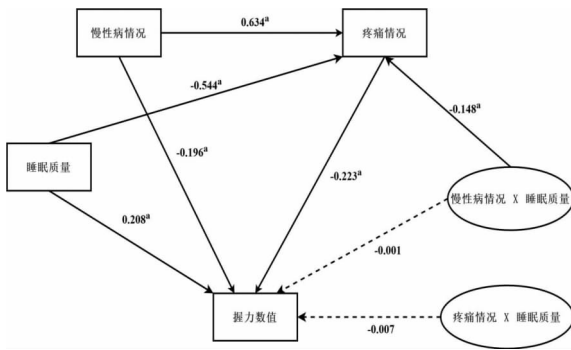 慢性病情况
0.634a
疼痛情况
-0.544a
-0.148a
睡眠质量
-0.196a
-0.223a
慢性病情况 X 睡眠质量
0.208a
-0.001
握力数值
-0.007
疼痛情况 X 睡眠质量